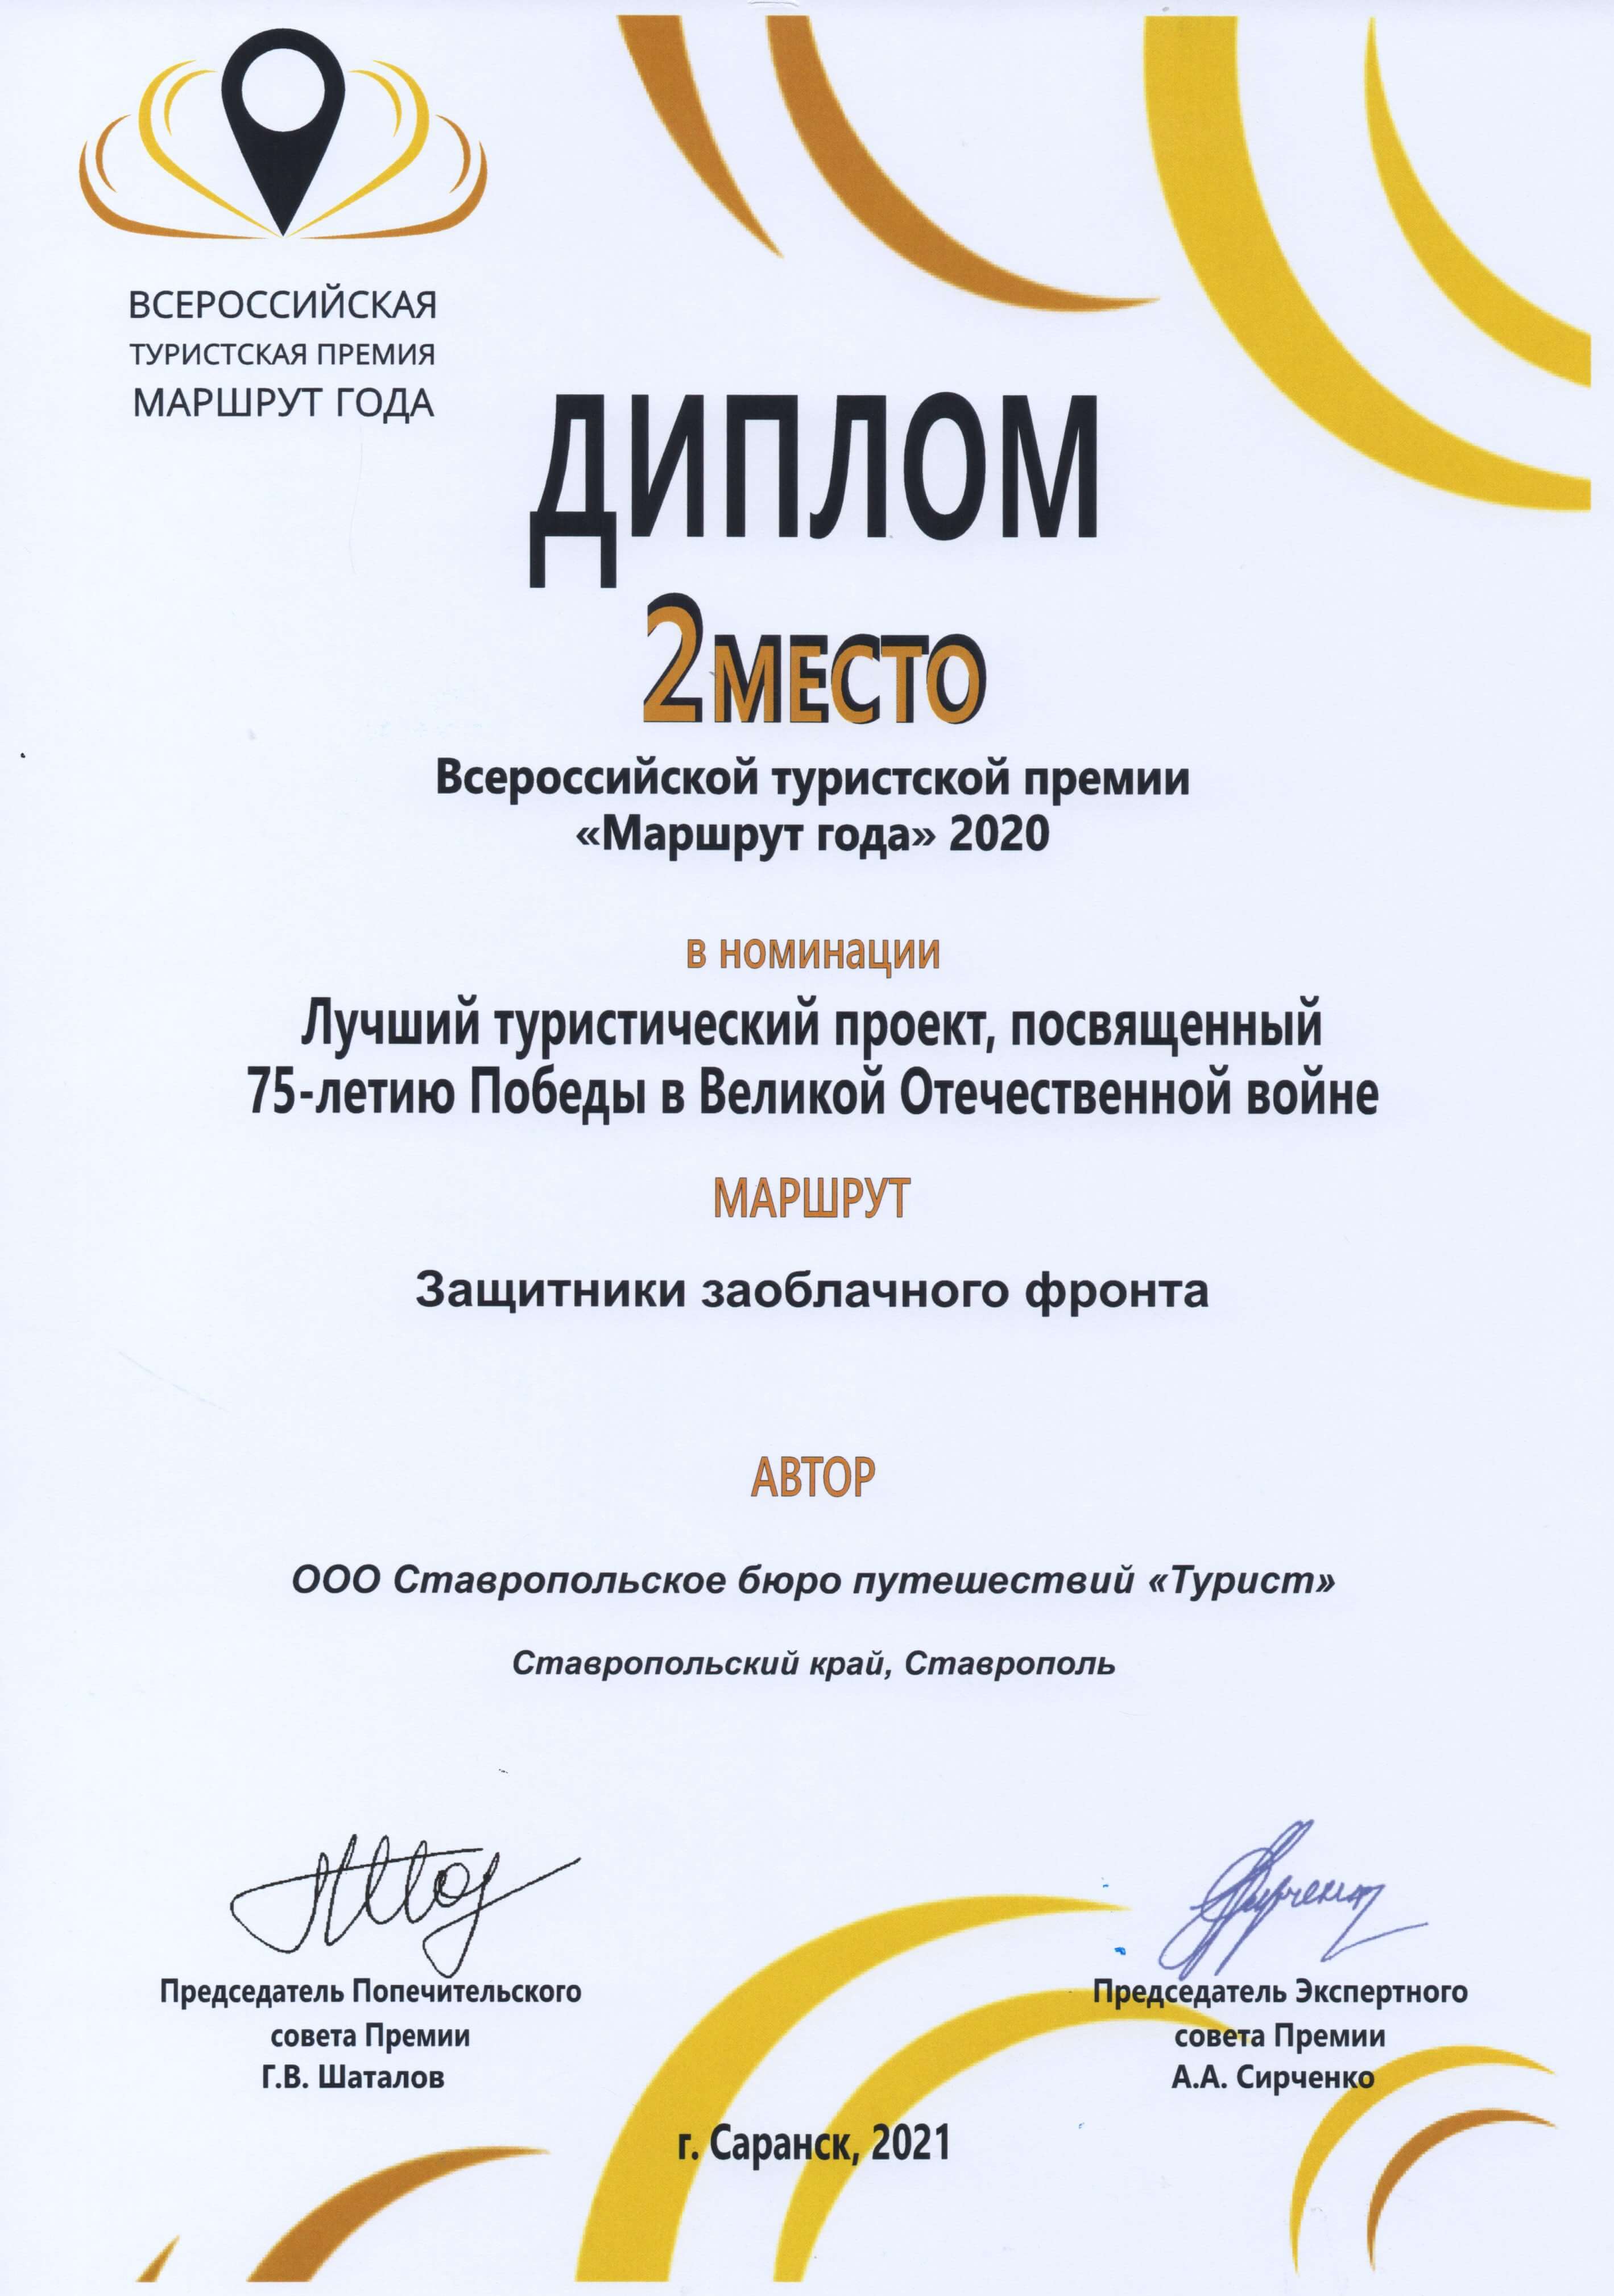 ВСЕРОССИЙСКАЯ
ТУРИСТСКАЯ ПРЕМИЯ
МАРШРУТ ГОДА
ДИПЛОМ
2 МЕСТО
Всероссийской туристской премии
«Маршрут года» 2020
в номинации
Лучший туристический проект, посвященный
75-летию Победы в Великой Отечественной войне
МАРШРУТ
Защитники заоблачного фронта
АВТОР
ООО Ставропольское бюро путешествий «Турист»
Ставропольский край, Ставрополь
Председатель Попечительского
совета Премии
Г.В. Шаталов
Председатель Экспертного
совета Премии
А.А. Сирченко
г. Саранск, 2021